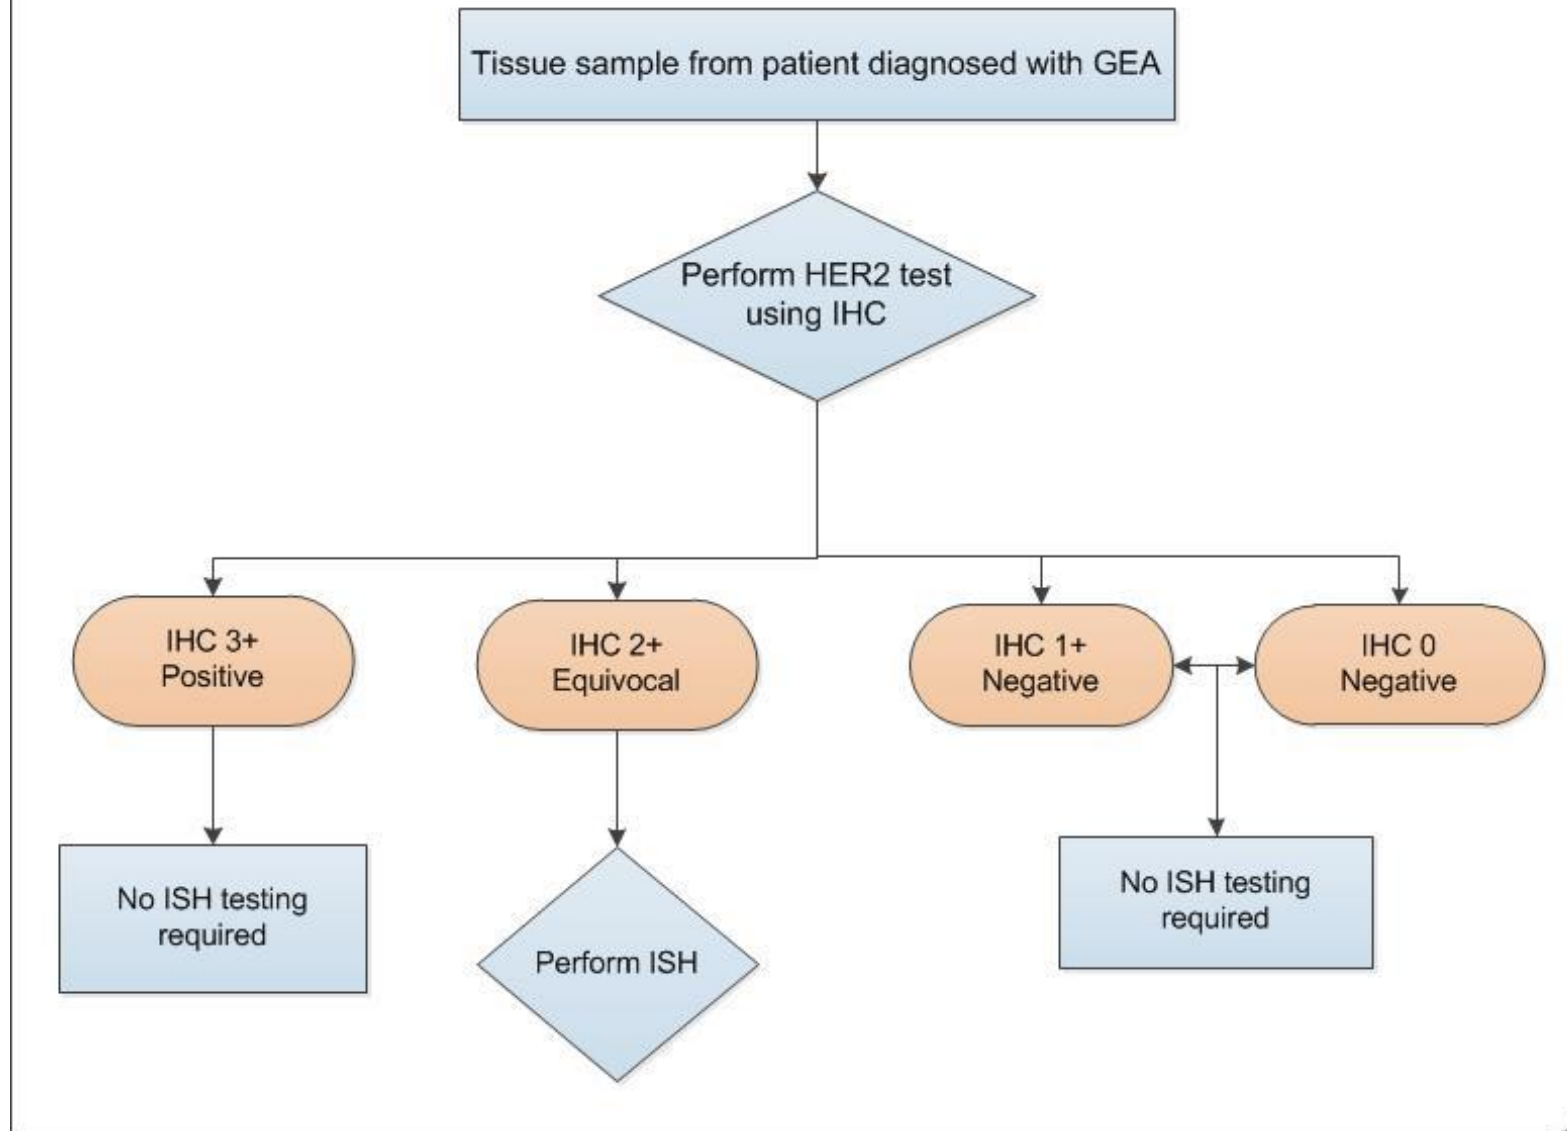 Tissue sample from patient diagnosed with GEA
Perform HER2 test
using IHC
IHC 3+
Positive
IHC 2+
Equivocal
IHC 1+
Negative
IHC 0
Negative
No ISH testing
required
Perform ISH
No ISH testing
required